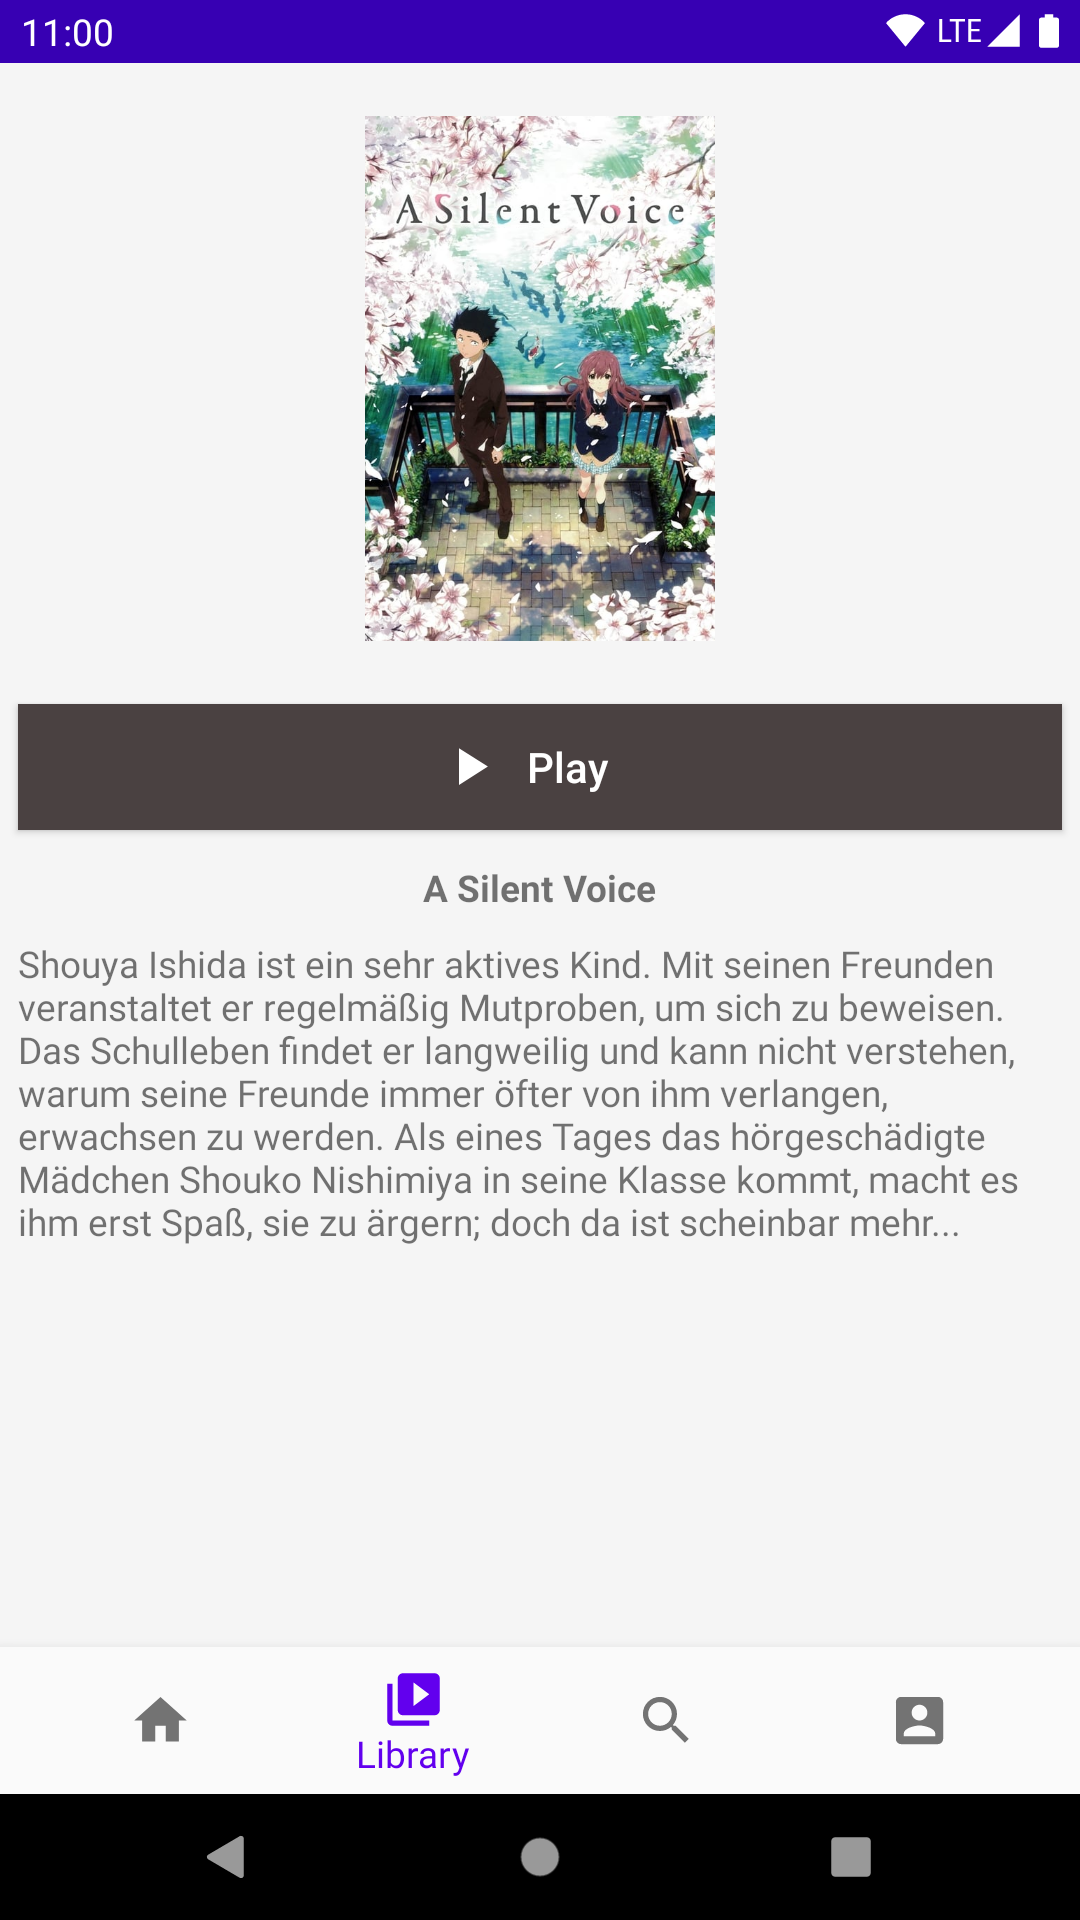 11:00
LTE
A Silent Voice
Play
A Silent Voice
Shouya Ishida ist ein sehr aktives Kind. Mit seinen Freunden
veranstaltet er regelmäßig Mutproben, um sich zu beweisen.
Das Schulleben findet er langweilig und kann nicht verstehen,
warum seine Freunde immer öfter von ihm verlangen,
erwachsen zu werden. Als eines Tages das hörgeschädigte
Mädchen Shouko Nishimiya in seine Klasse kommt, macht es
ihm erst Spaß, sie zu ärgern; doch da ist scheinbar mehr...
Library